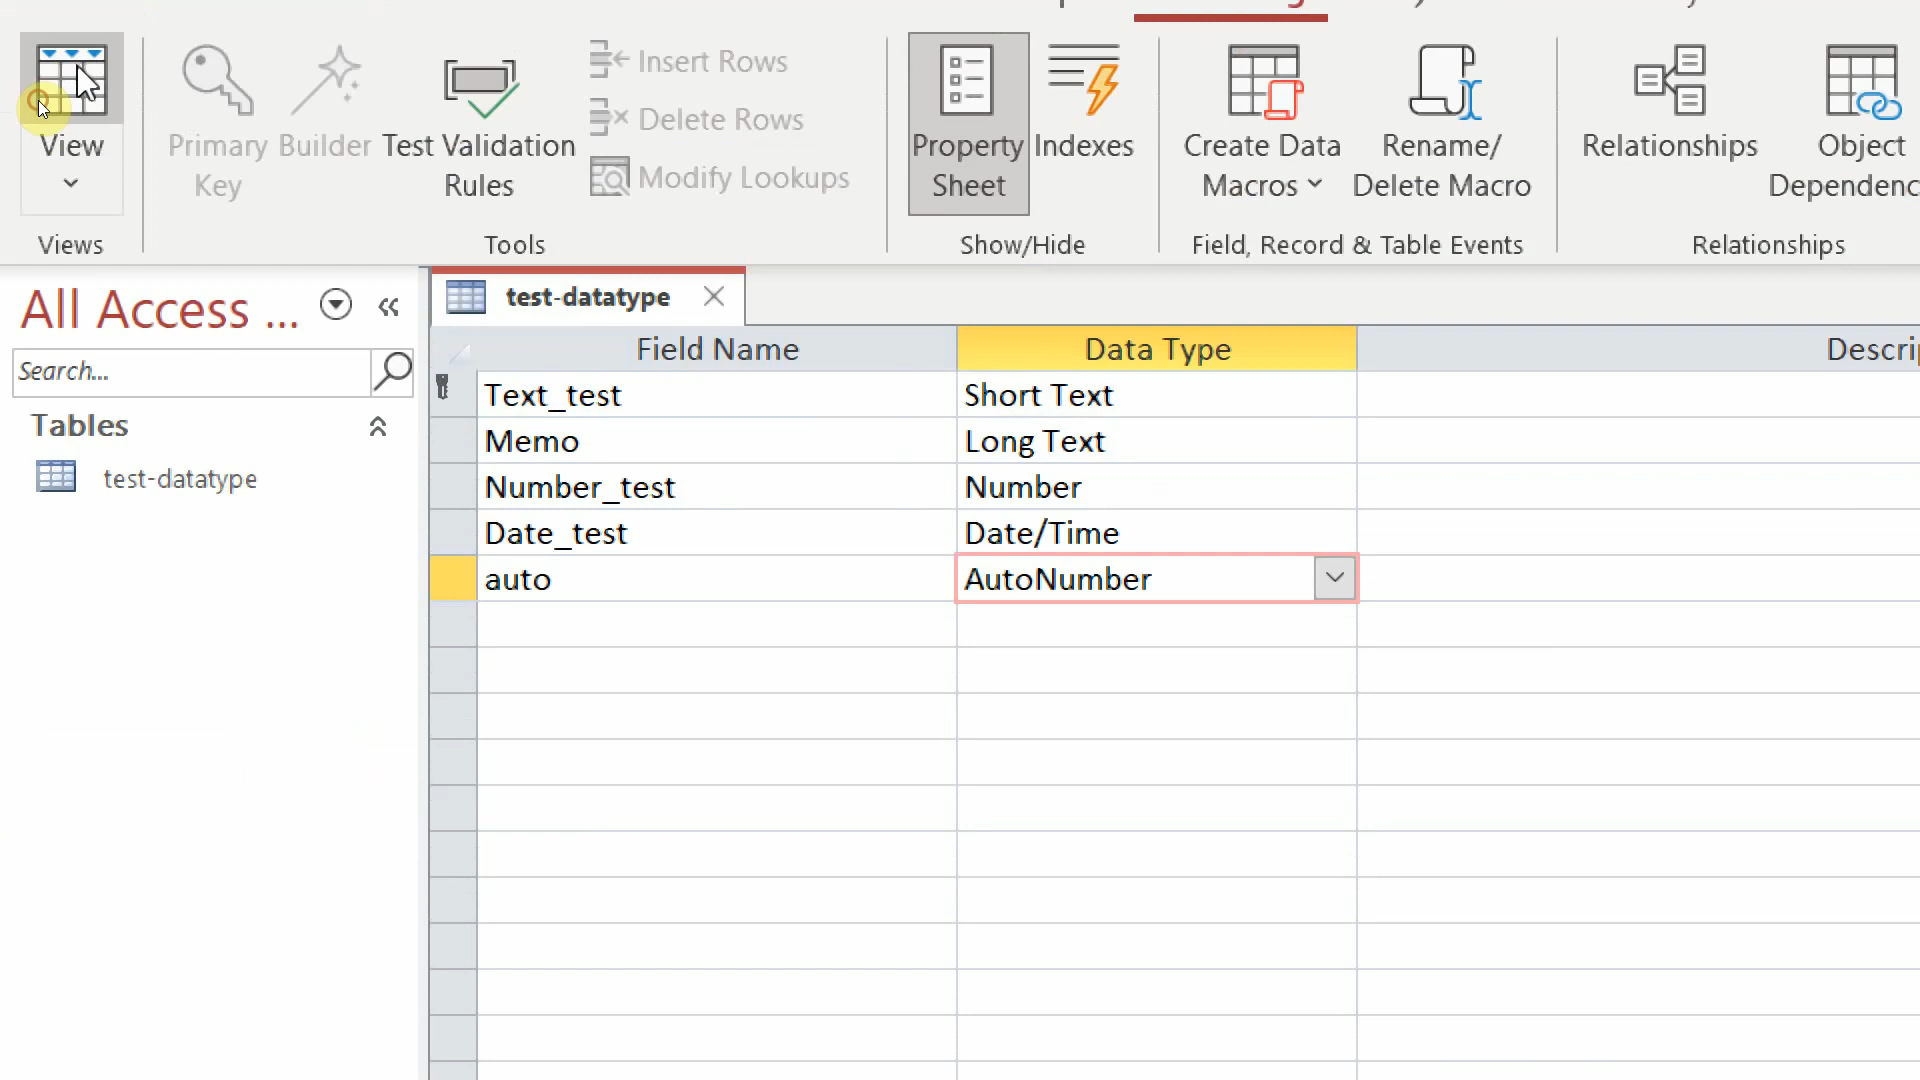 View
Views
Primary Key
Builder
Test Validation Rules
Insert Rows
Delete Rows
Modify Lookups
Tools
Property Sheet
Indexes
Show/Hide
Create Data Macros
Rename/ Delete Macro
Field, Record & Table Events
Relationships
Object Dependenc
Relationships
All Access ...
Search...
Tables
test-datatype
test-datatype
Field Name Data Type Descrip
Text_test Short Text
Memo Long Text
Number_test Number
Date_test Date/Time
auto AutoNumber